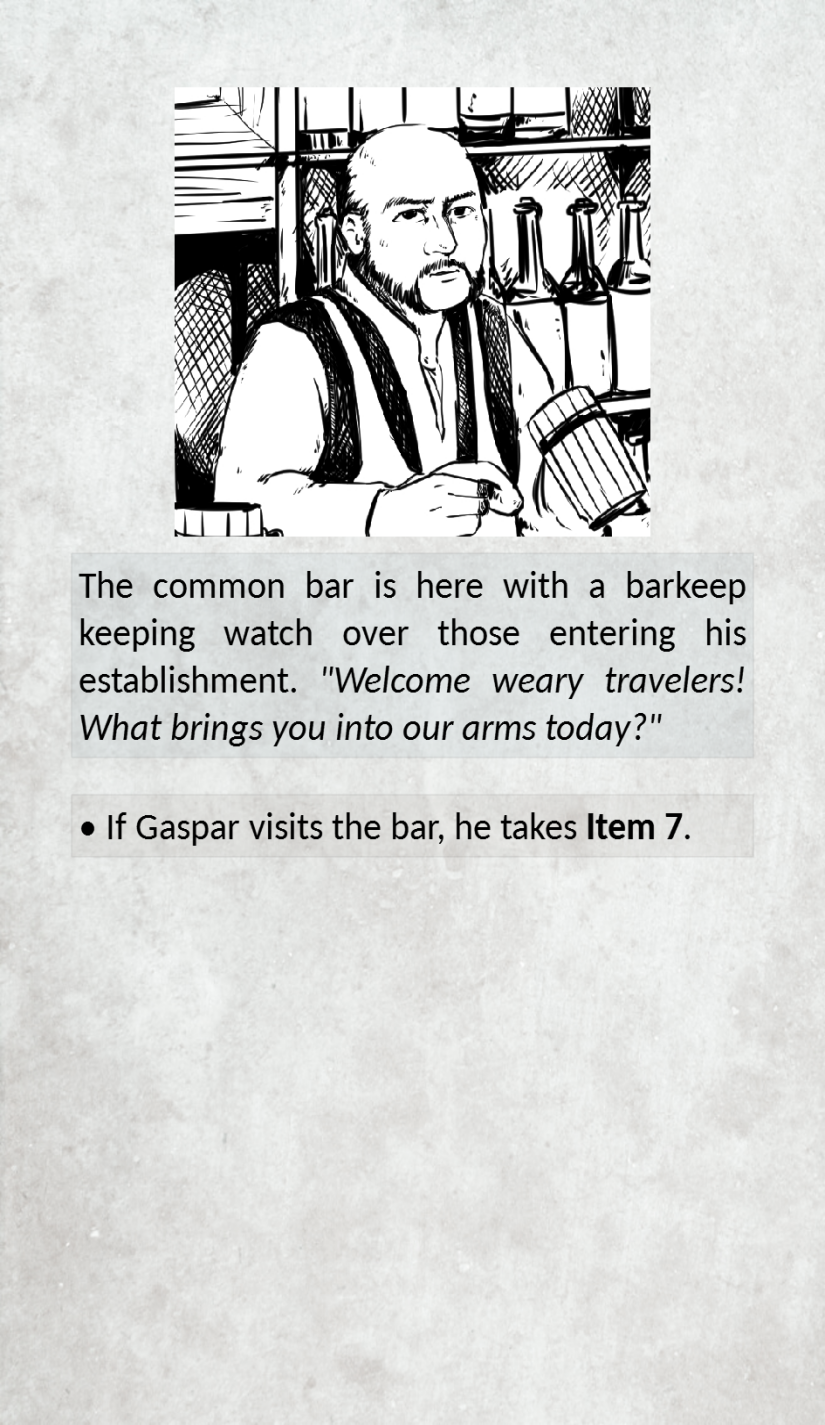 The common bar is here with a barkeep
keeping watch over those entering his
establishment. "Welcome weary travelers!
What brings you into our arms today?"
• If Gaspar visits the bar, he takes Item 7.